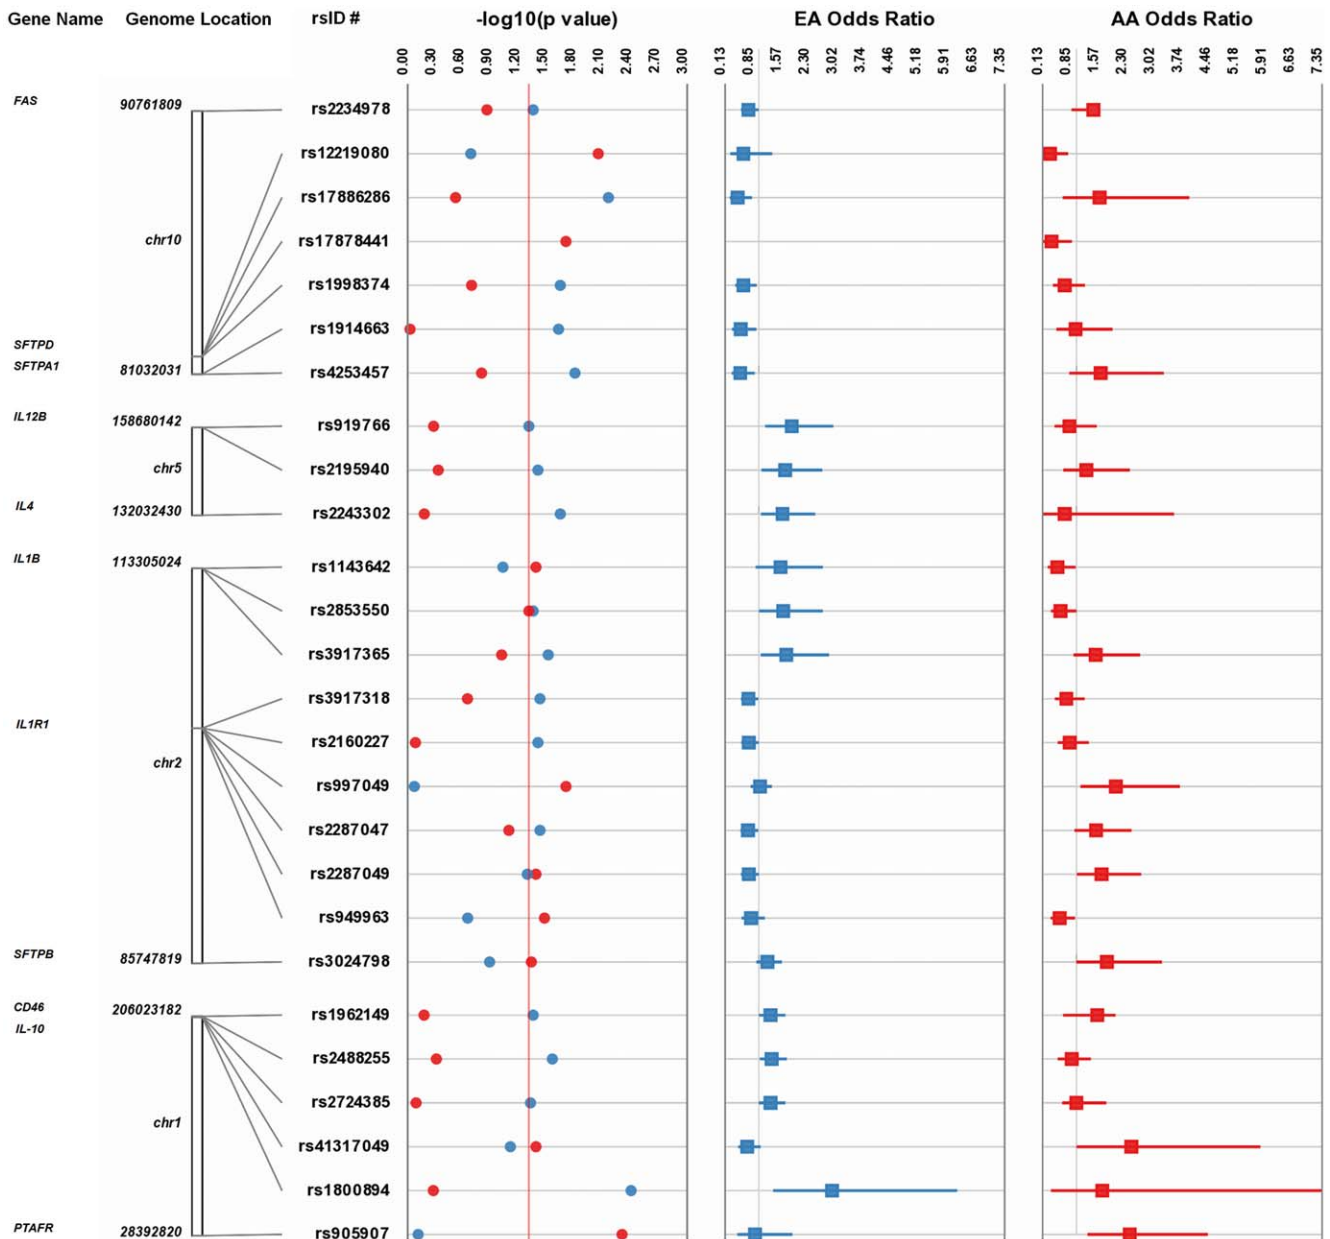 Gene Name Genome Location rsID # -log10(p value) EA Odds Ratio AA Odds Ratio
0.00 0.30 0.60 0.90 1.20 1.50 1.80 2.10 2.40 2.70 3.00 0.13 0.85 1.57 2.30 3.02 3.74 4.46 5.18 5.91 6.63 7.35 0.13 0.85 1.57 2.30 3.02 3.74 4.46 5.18 5.91 6.63 7.35
FAS 90761809 rs2234978
rs12219080
rs17886286
chr10 rs17878441
rs1998374
rs1914663
SFTPD
SFTPA1 81032031 rs4253457
IL12B 158680142 rs919766
chr5 rs2195940
IL4 132032430 rs2243302
IL1B 113305024 rs1143642
rs2853550
rs3917365
rs3917318
IL1R1
rs2160227
chr2
rs997049
rs2287047
rs2287049
rs949963
SFTPB 85747819 rs3024798
CD46 206023182 rs1962149
IL-10
rs2488255
rs2724385
chr1
rs41317049
rs1800894
PTAFR 28392820 rs905907